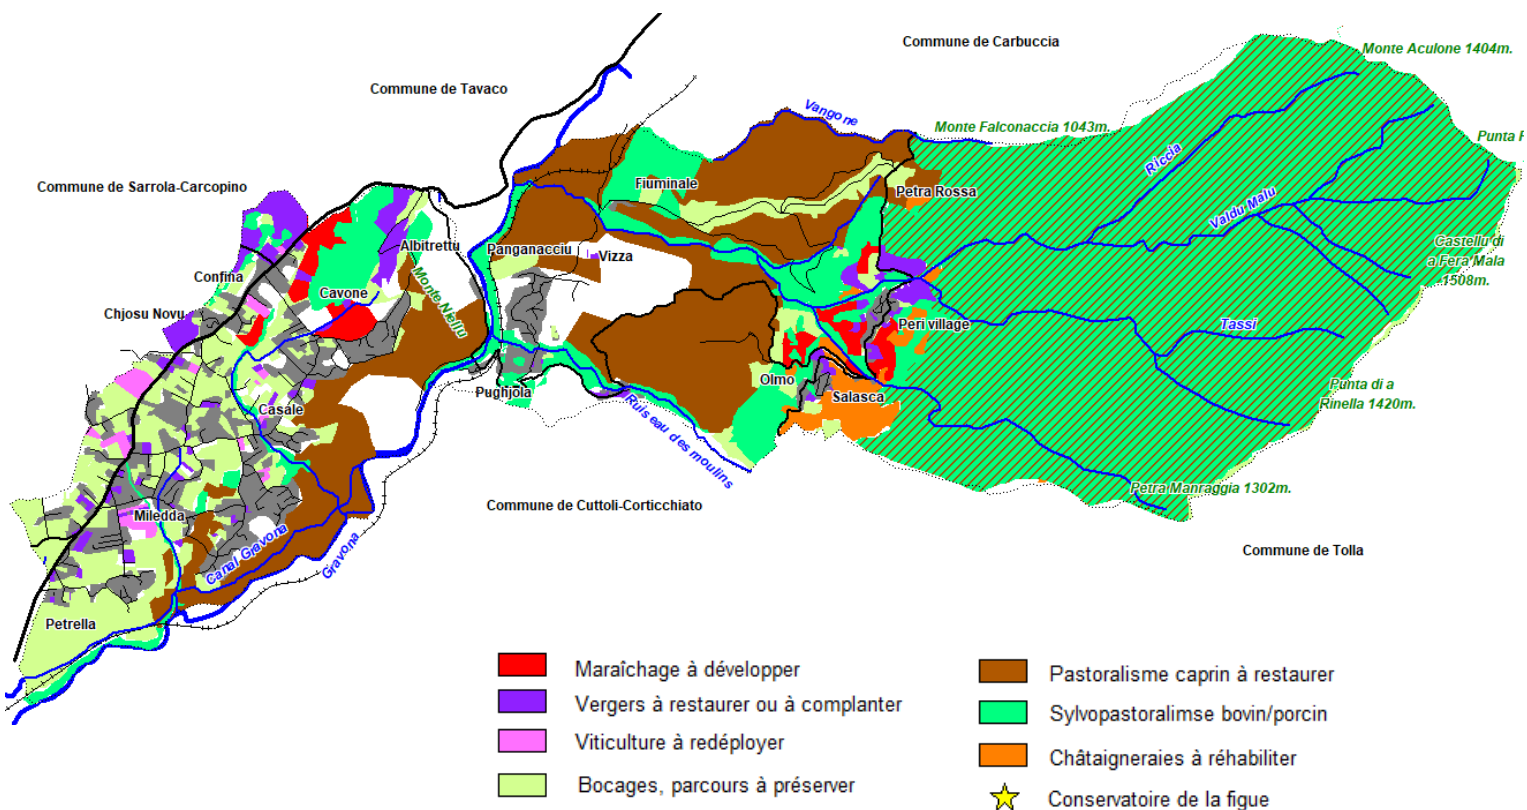 Commune de Carbuccia
Monte Aculone 1404m.
Commune de Tavaco
Vangone
Monte Falconaccia 1043m.
Punta F
Riccia
Commune de Sarrola-Carcopino
Fiuminale
Petra Rossa
Valdu Malu
Albitrettu
Panganacciu
Vizza
Castellu di
a Fera Mala
1508m.
Confina
Cavone
Monte Niellu
Chjosu Novu
Peri village
Tassi
Olmo
Pughjola
Salasca
Punta di a
Rinella 1420m.
Casale
Ruiseau des moulins
Petra Manraggia 1302m.
Commune de Cuttoli-Corticchiato
Miledda
Canal Gravona
Gravona
Commune de Tolla
Petrella
Maraîchage à développer
Vergers à restaurer ou à complanter
Viticulture à redéployer
Bocages, parcours à préserver
Pastoralisme caprin à restaurer
Sylvopastoralimse bovin/porcin
Châtaigneraies à réhabiliter
Conservatoire de la figue